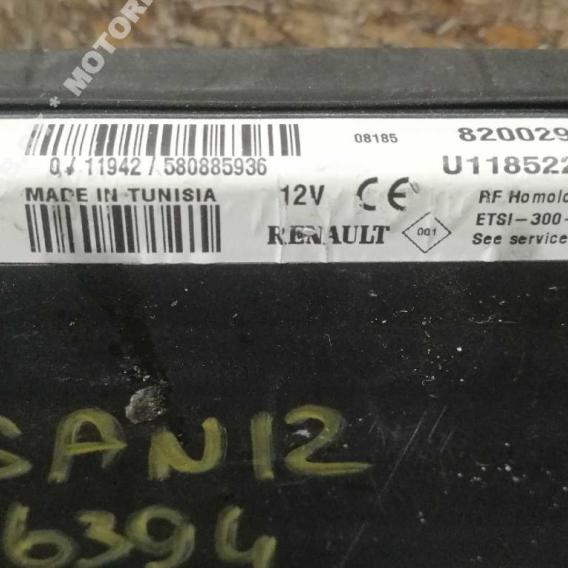 * MOTOR
08185
820029
0/11942/580885936
U118522
MADE IN TUNISIA
12V CE
RF Homolo
RENAULT
001
ETSI-300-
See service
SAN12
6394